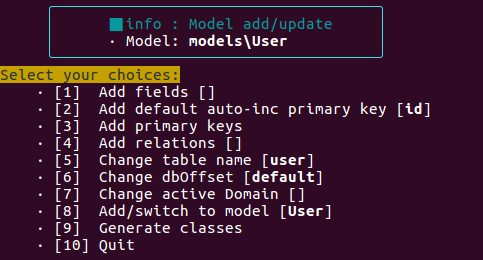 info : Model add/update
· Model: models\User
Select your choices:
· [1] Add fields []
· [2] Add default auto-inc primary key [id]
· [3] Add primary keys
· [4] Add relations []
· [5] Change table name [user]
· [6] Change dbOffset [default]
· [7] Change active Domain []
· [8] Add/switch to model [User]
· [9] Generate classes
· [10] Quit